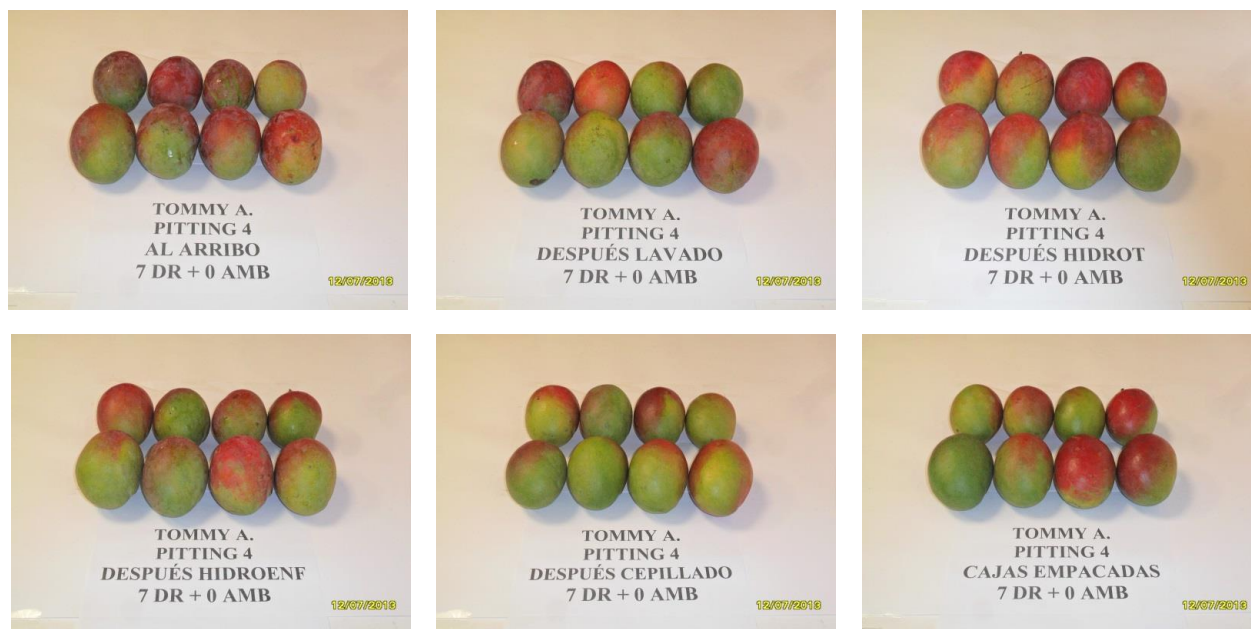 TOMMY A.
PITTING 4
AL ARRIBO
7 DR + 0 AMB
12/07/2013
TOMMY A.
PITTING 4
DESPUÉS LAVADO
7 DR + 0 AMB
12/07/2013
TOMMY A.
PITTING 4
DESPUÉS HIDROT
7 DR + 0 AMB
12/07/2013
TOMMY A.
PITTING 4
DESPUÉS HIDROENF
7 DR + 0 AMB
12/07/2013
TOMMY A.
PITTING 4
DESPUÉS CEPILLADO
7 DR + 0 AMB
12/07/2013
TOMMY A.
PITTING 4
CAJAS EMPACADAS
7 DR + 0 AMB
12/07/2013